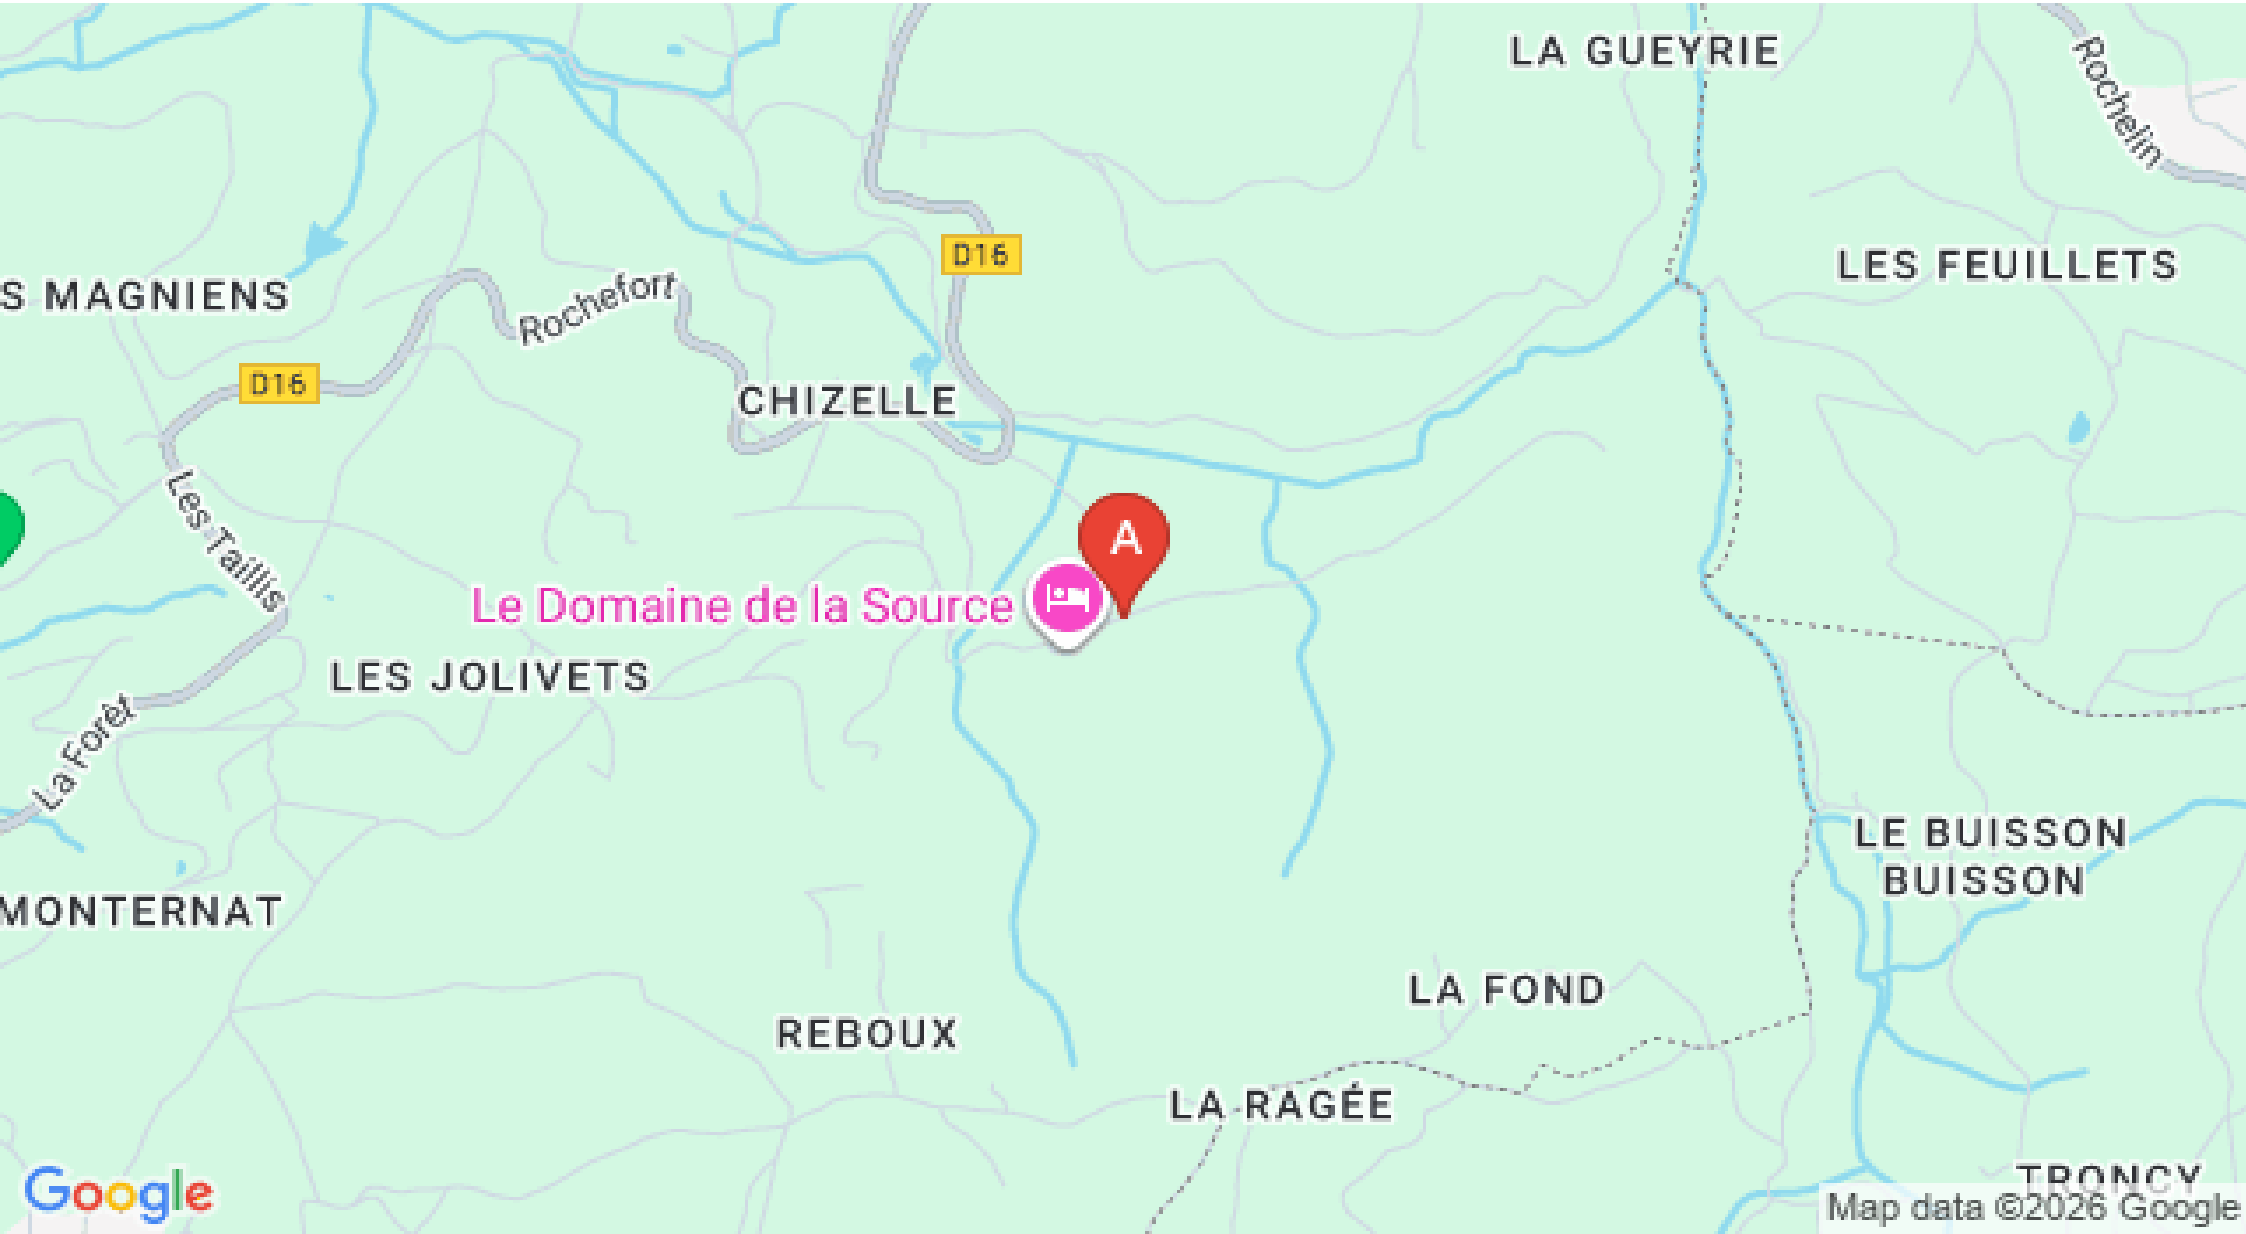 LA GUEYRIE
Rochelin
D16
LES FEUILLETS
S MAGNIENS
Rochefort
D16
CHIZELLE
Les Taillis
A
Le Domaine de la Source
LES JOLIVETS
La Forêt
LE BUISSON
BUISSON
MONTERNAT
LA FOND
REBOUX
LA RAGÉE
TRONCY
Google
Map data ©2026 Google